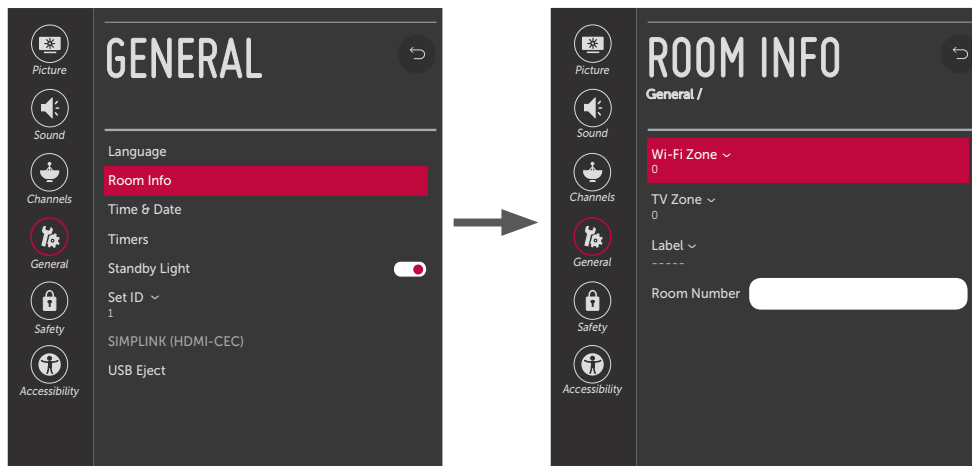 Picture
Sound
Channels
General
Safety
Accessibility
GENERAL
Language
Room Info
Time & Date
Timers
Standby Light
Set ID
1
SIMPLINK (HDMI-CEC)
USB Eject
Picture
Sound
Channels
General
Safety
Accessibility
ROOM INFO
General /
Wi-Fi Zone
0
TV Zone
0
Label
-----
Room Number